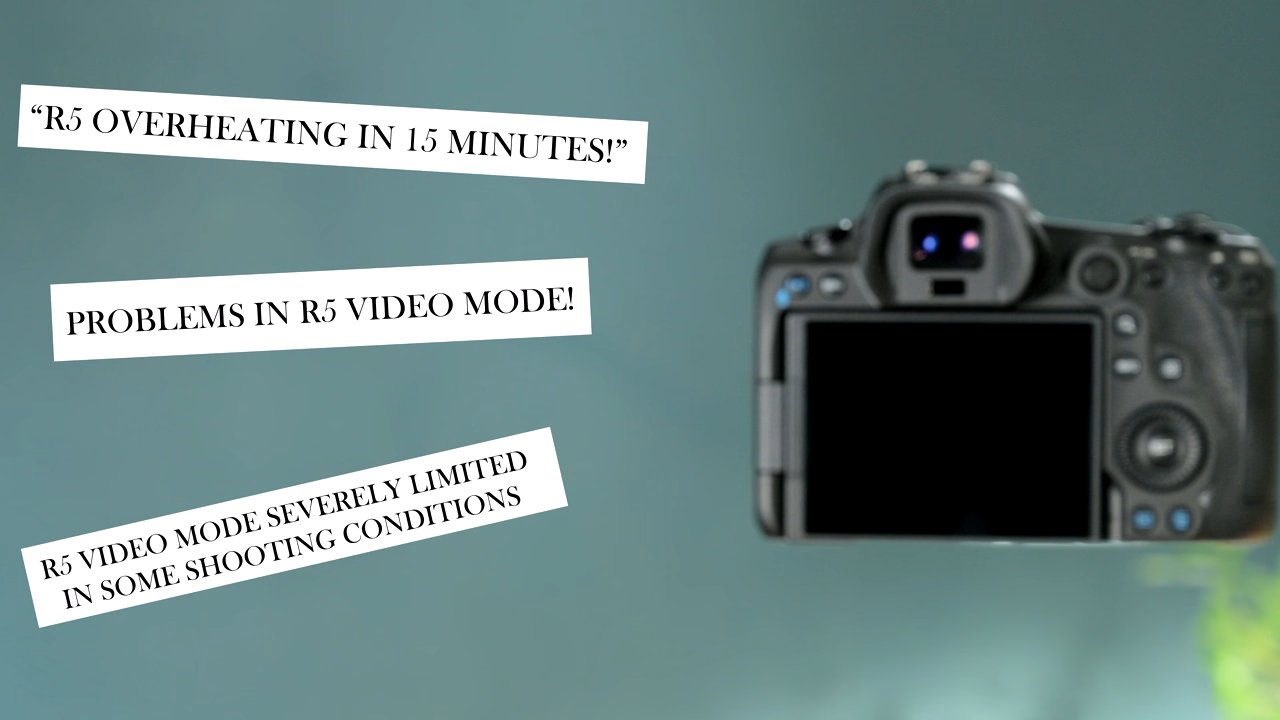 “R5 OVERHEATING IN 15 MINUTES!”
PROBLEMS IN R5 VIDEO MODE!
R5 VIDEO MODE SEVERELY LIMITED
IN SOME SHOOTING CONDITIONS